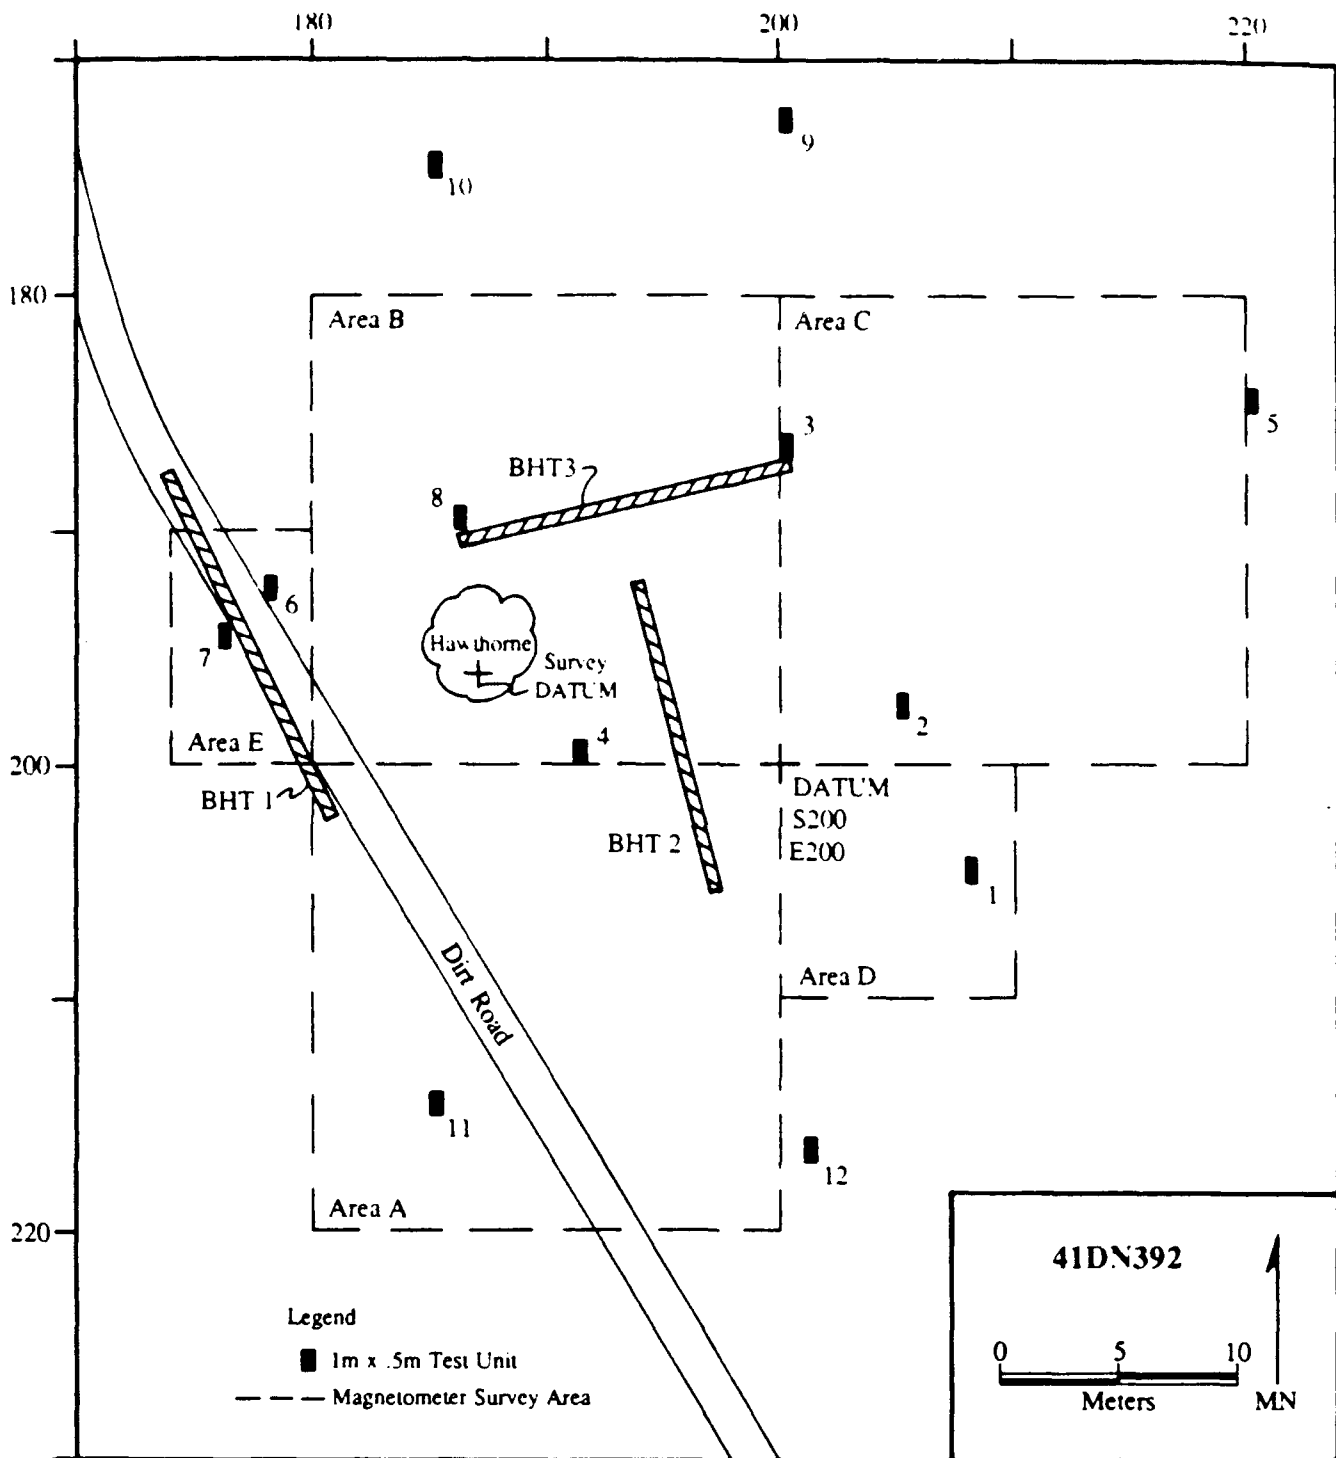 180
200
220
9
10
180
Area B
Area C
3
5
BHT3
8
6
Hawthorne
7
Survey
DATUM
2
4
Area E
200
BHT 1
DATUM
S200
E200
BHT 2
1
Dirt Road
Area D
11
12
Area A
220
41DN392
Legend
1m x .5m Test Unit
Magnetometer Survey Area
0 5 10
Meters
MN